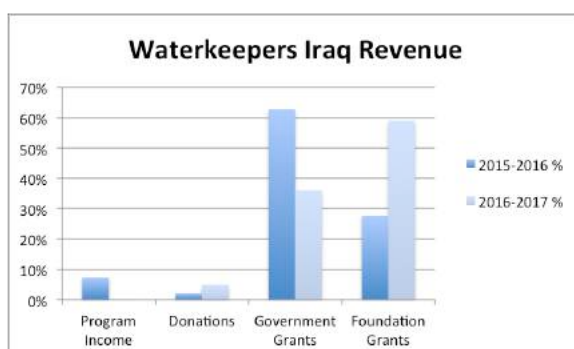 Waterkeepers Iraq Revenue
70%
60%
50%
40%
30%
20%
10%
0%
Program
Income
Donations
Government
Grants
Foundation
Grants
2015-2016 %
2016-2017 %